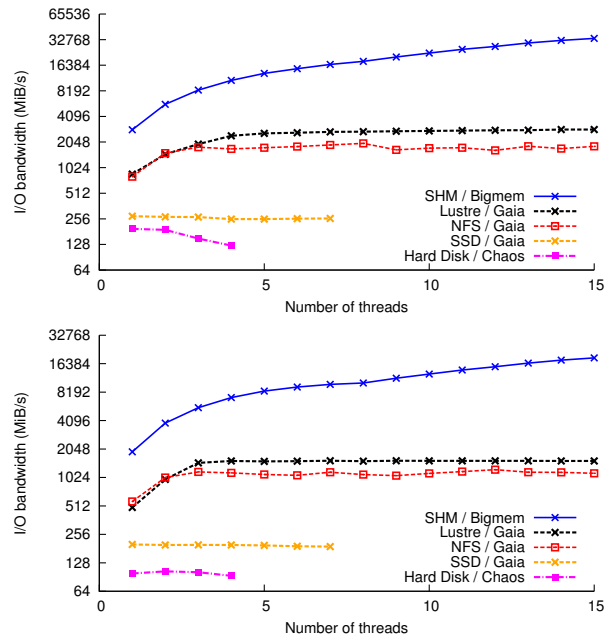 65536
32768
16384
8192
4096
2048
1024
512
256
128
64
I/O bandwidth (MiB/s)
SHM / Bigmem
Lustre / Gaia
NFS / Gaia
SSD / Gaia
Hard Disk / Chaos
0 5 10 15
Number of threads
32768
16384
8192
4096
2048
1024
512
256
128
64
I/O bandwidth (MiB/s)
SHM / Bigmem
Lustre / Gaia
NFS / Gaia
SSD / Gaia
Hard Disk / Chaos
0 5 10 15
Number of threads